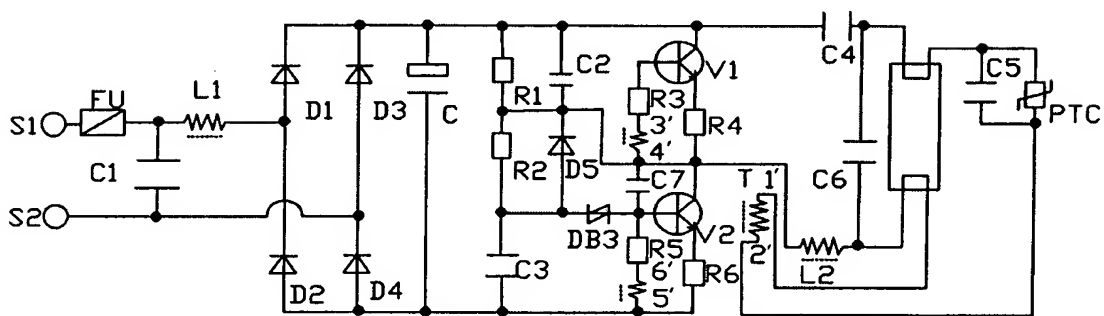 C4
FU
L1
C2
V1
C5
S1
D1
D3
C
R1
R3
3'
R4
PTC
4'
C1
R2
D5
C7
T
1'
C6
S2
DB3
V2
2'
R5
6'
5'
R6
L2
C3
D2
D4